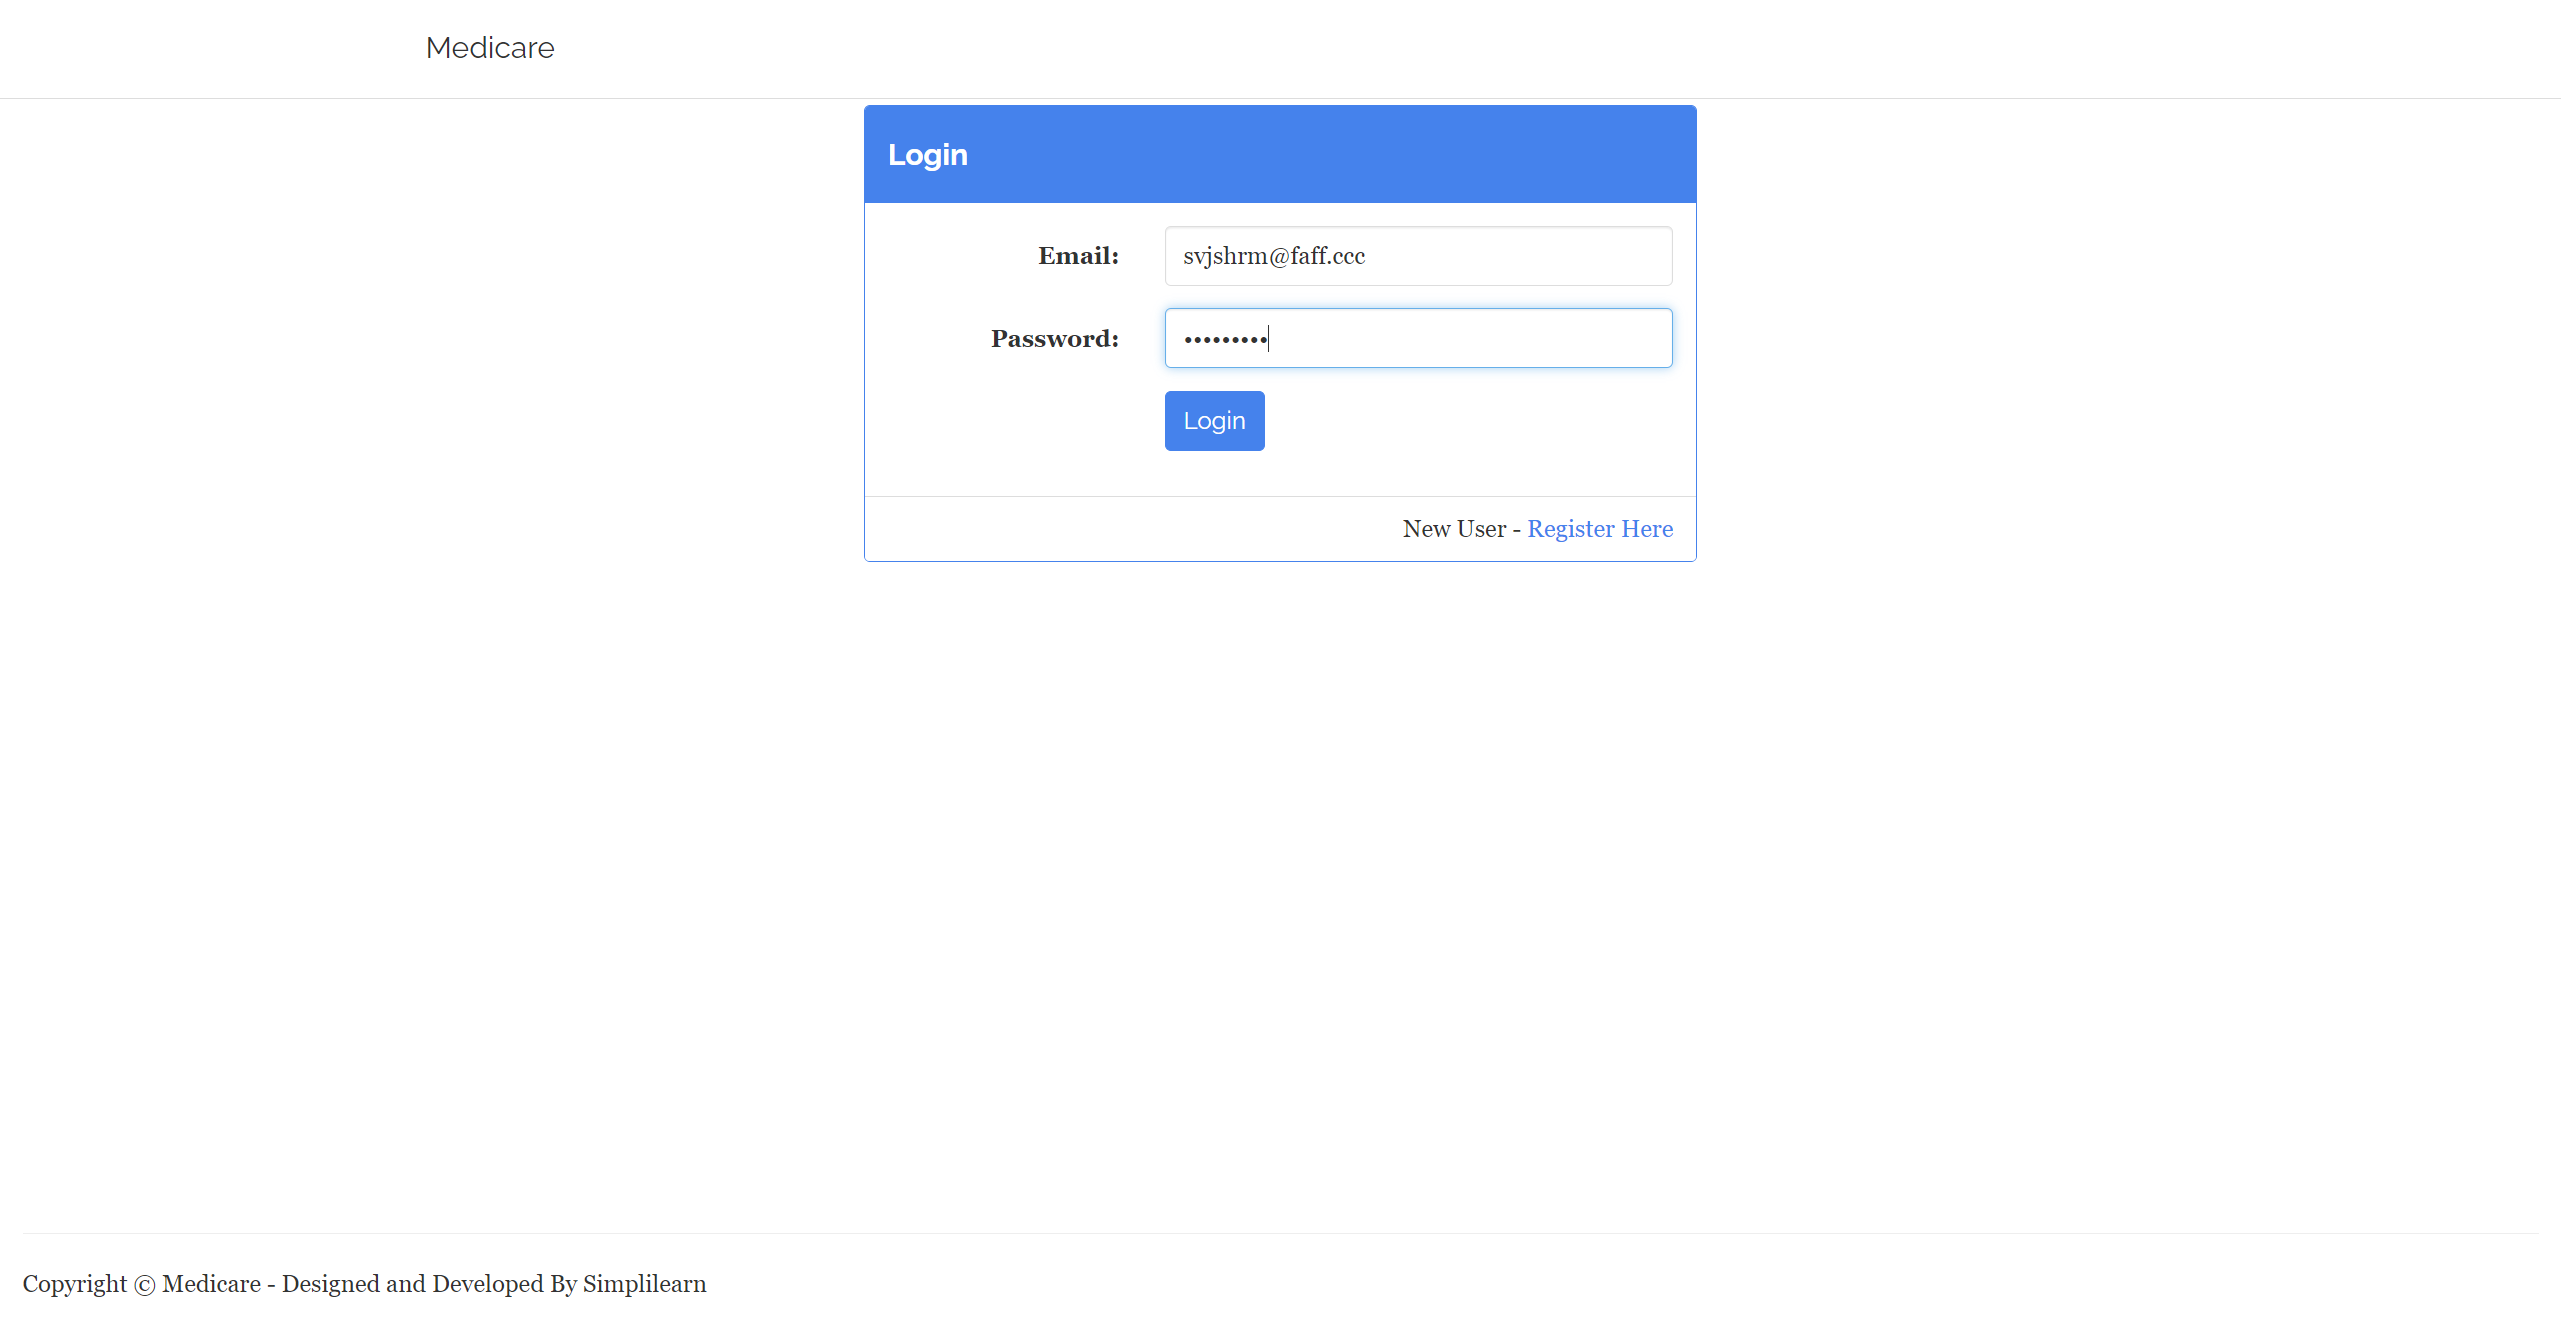 Medicare
Login
Email:
svjshrm@faff.ccc
Password:
•••••••••
Login
New User - Register Here
Copyright © Medicare - Designed and Developed By Simplilearn